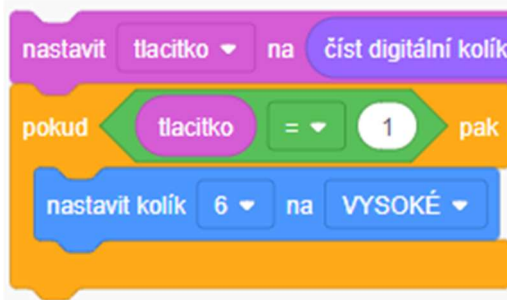 nastavit tlacitko na číst digitální kolík
pokud tlacitko = 1 pak
nastavit kolík 6 na VYSOKÉ